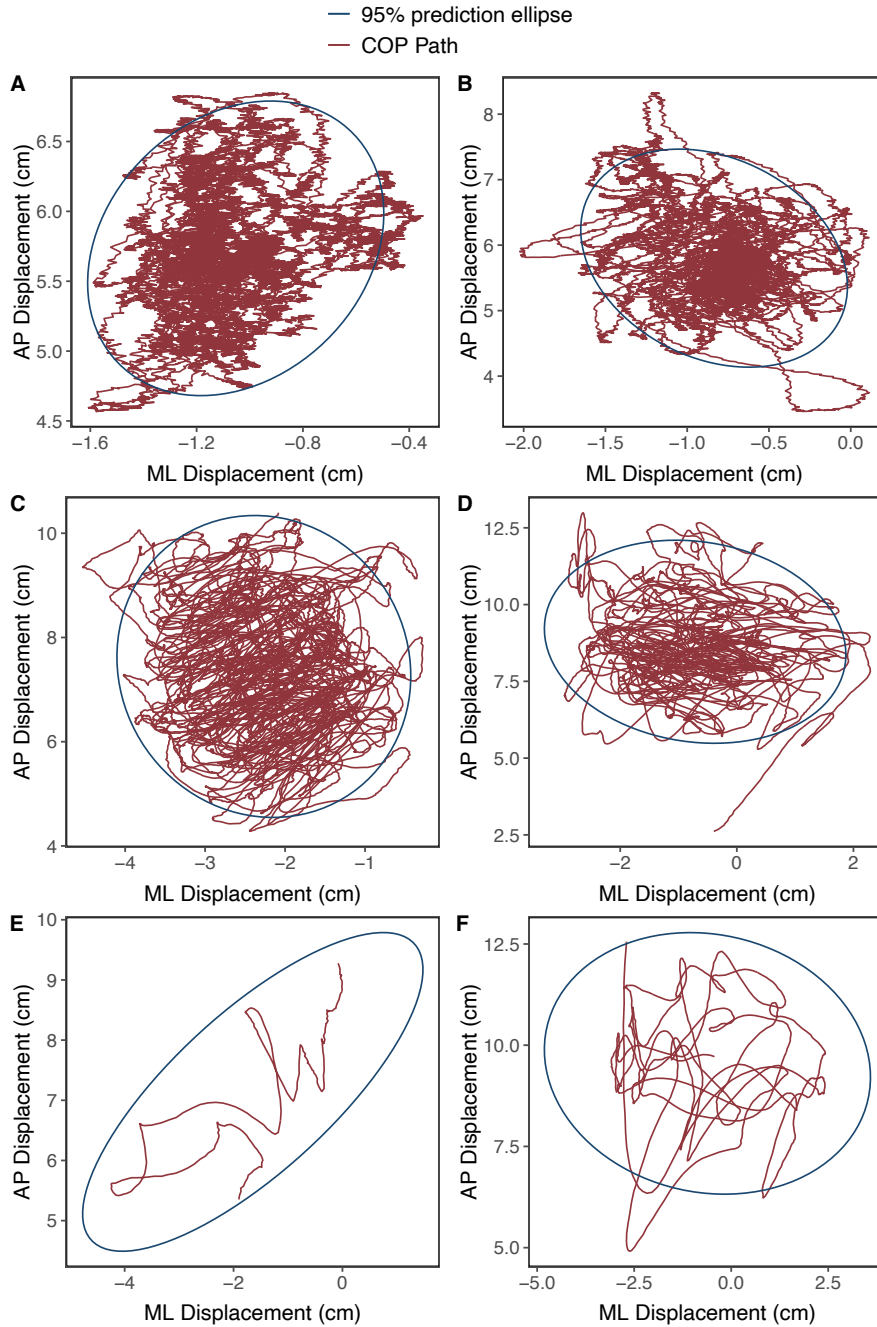 95% prediction ellipse
COP Path
A
AP Displacement (cm)
6.5
6.0
5.5
5.0
4.5
−1.6 −1.2 −0.8 −0.4
ML Displacement (cm)
B
AP Displacement (cm)
8
7
6
5
4
−2.0 −1.5 −1.0 −0.5 0.0
ML Displacement (cm)
C
AP Displacement (cm)
10
8
6
4
−4 −3 −2 −1
ML Displacement (cm)
D
AP Displacement (cm)
12.5
10.0
7.5
5.0
2.5
−2 0 2
ML Displacement (cm)
E
AP Displacement (cm)
10
9
8
7
6
5
−4 −2 0
ML Displacement (cm)
F
AP Displacement (cm)
12.5
10.0
7.5
5.0
−5.0 −2.5 0.0 2.5
ML Displacement (cm)